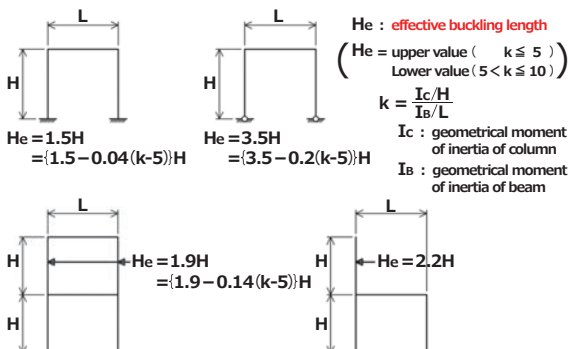 L
H
He=1.5H
={1.5−0.04(k-5)}H
L
H
He=3.5H
={3.5−0.2(k-5)}H
He : effective buckling length
(He = upper value ( k≦ 5 )
Lower value(5<k≦10))
k = Ic/H
IB/L
Ic : geometrical moment
of inertia of column
IB : geometrical moment
of inertia of beam
L
H
He=1.9H
={1.9−0.14(k-5)}H
H
L
H
He=2.2H
H